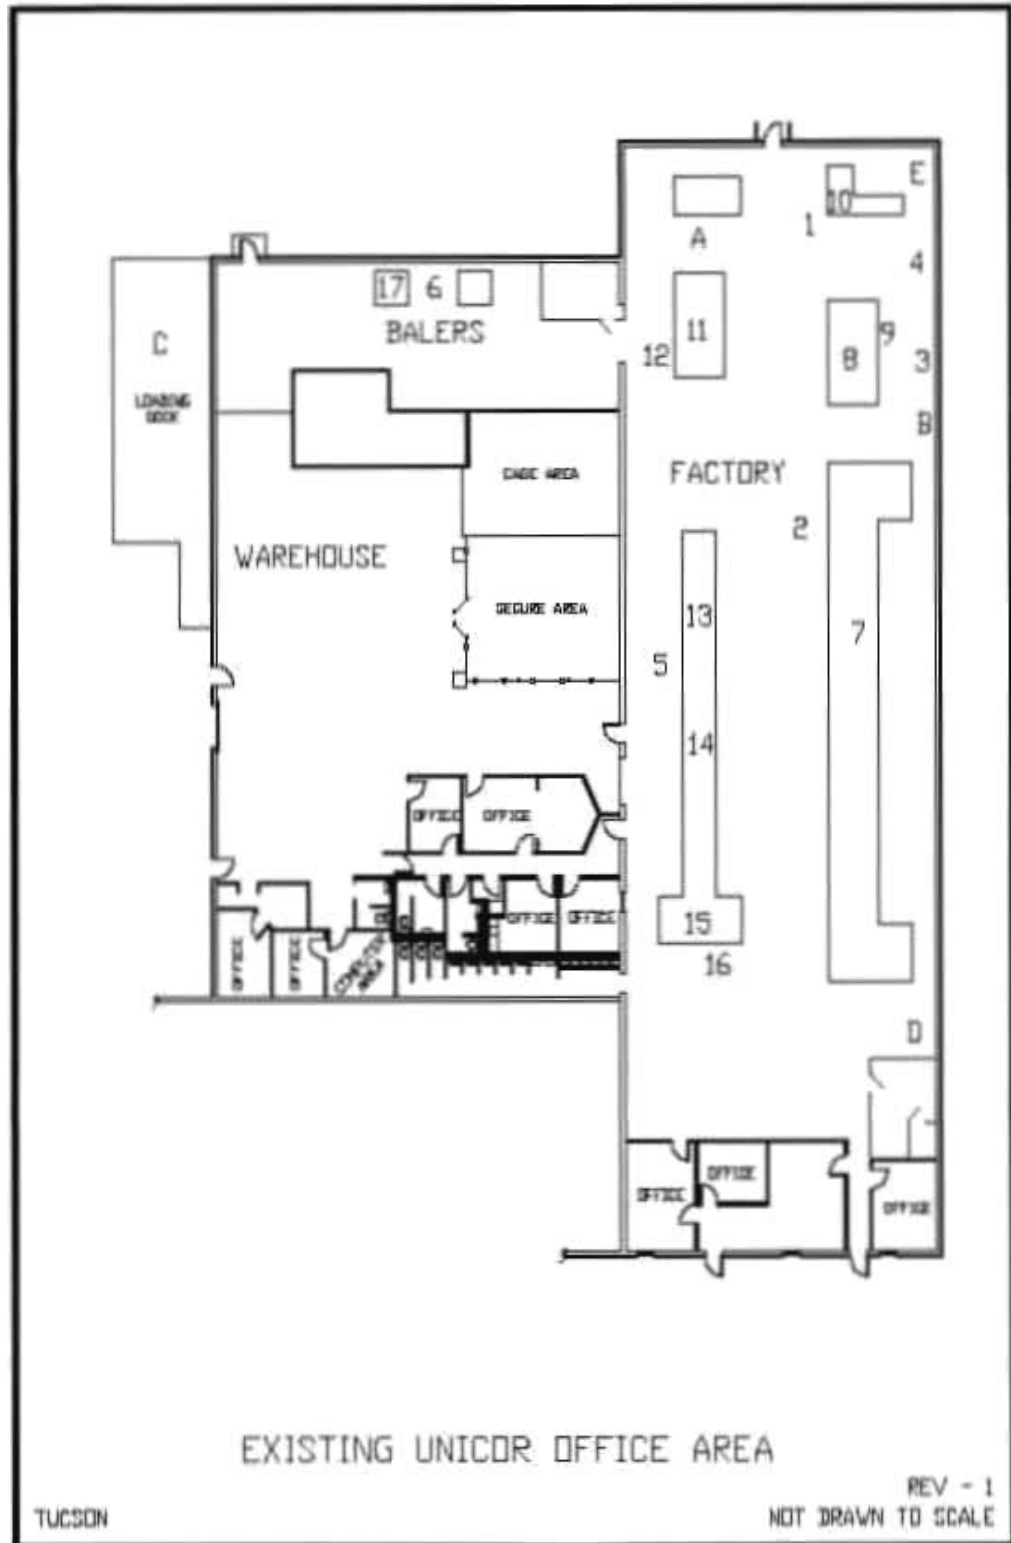 E
10
1
A
4
17 6
BALERS
C
LOADING
DOCK
11
12
9
8
3
B
CAGE AREA
FACTORY
2
WAREHOUSE
SECURE AREA
13
7
5
14
OFFICE OFFICE
15
OFFICE OFFICE
16
OFFICE
OFFICE
COMPUTER
AREA
D
OFFICE
OFFICE
OFFICE
EXISTING UNICOR OFFICE AREA
REV - 1
TUCSON
NOT DRAWN TO SCALE